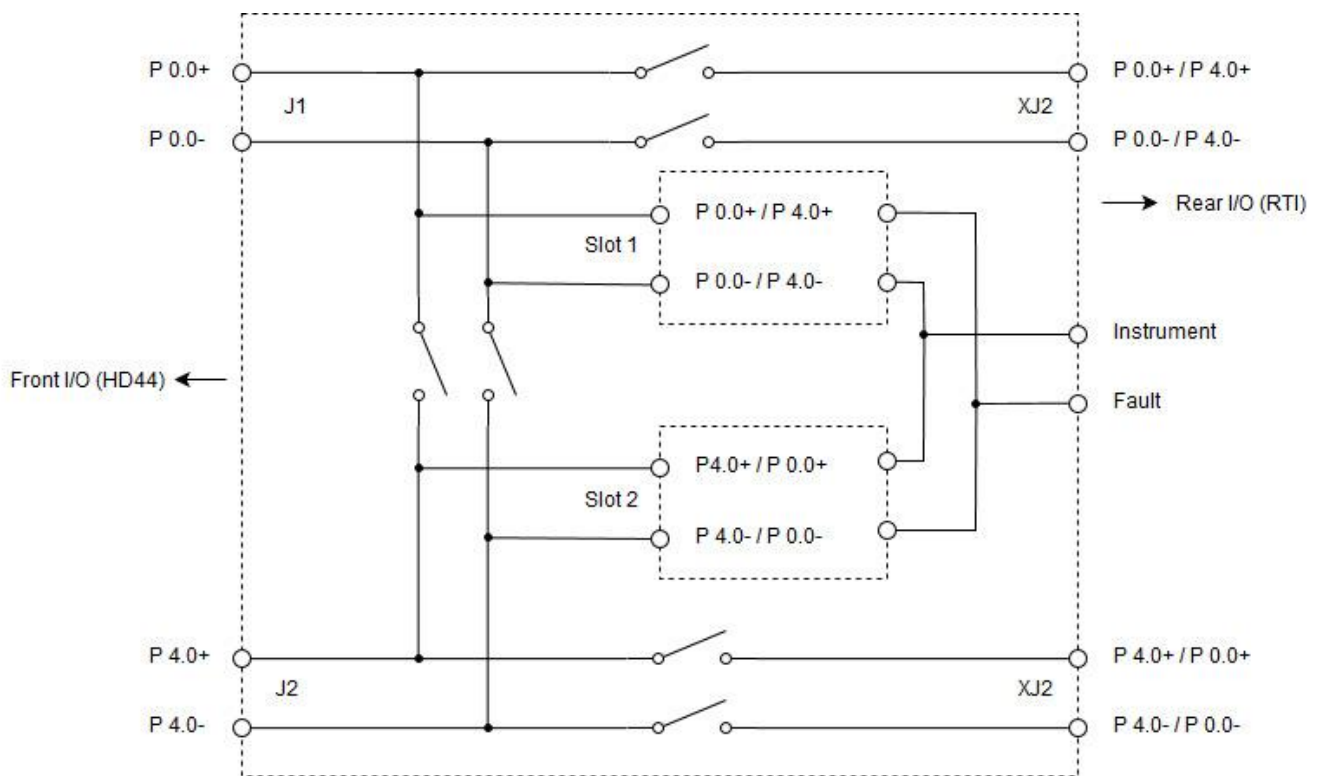 P 0.0+
P 0.0+ / P 4.0+
J1
XJ2
P 0.0-
P 0.0- / P 4.0-
P 0.0+ / P 4.0+
Rear I/O (RTI)
Slot 1
P 0.0- / P 4.0-
Instrument
Front I/O (HD44)
Fault
P4.0+ / P 0.0+
Slot 2
P 4.0- / P 0.0-
P 4.0+
P 4.0+ / P 0.0+
J2
XJ2
P 4.0-
P 4.0- / P 0.0-